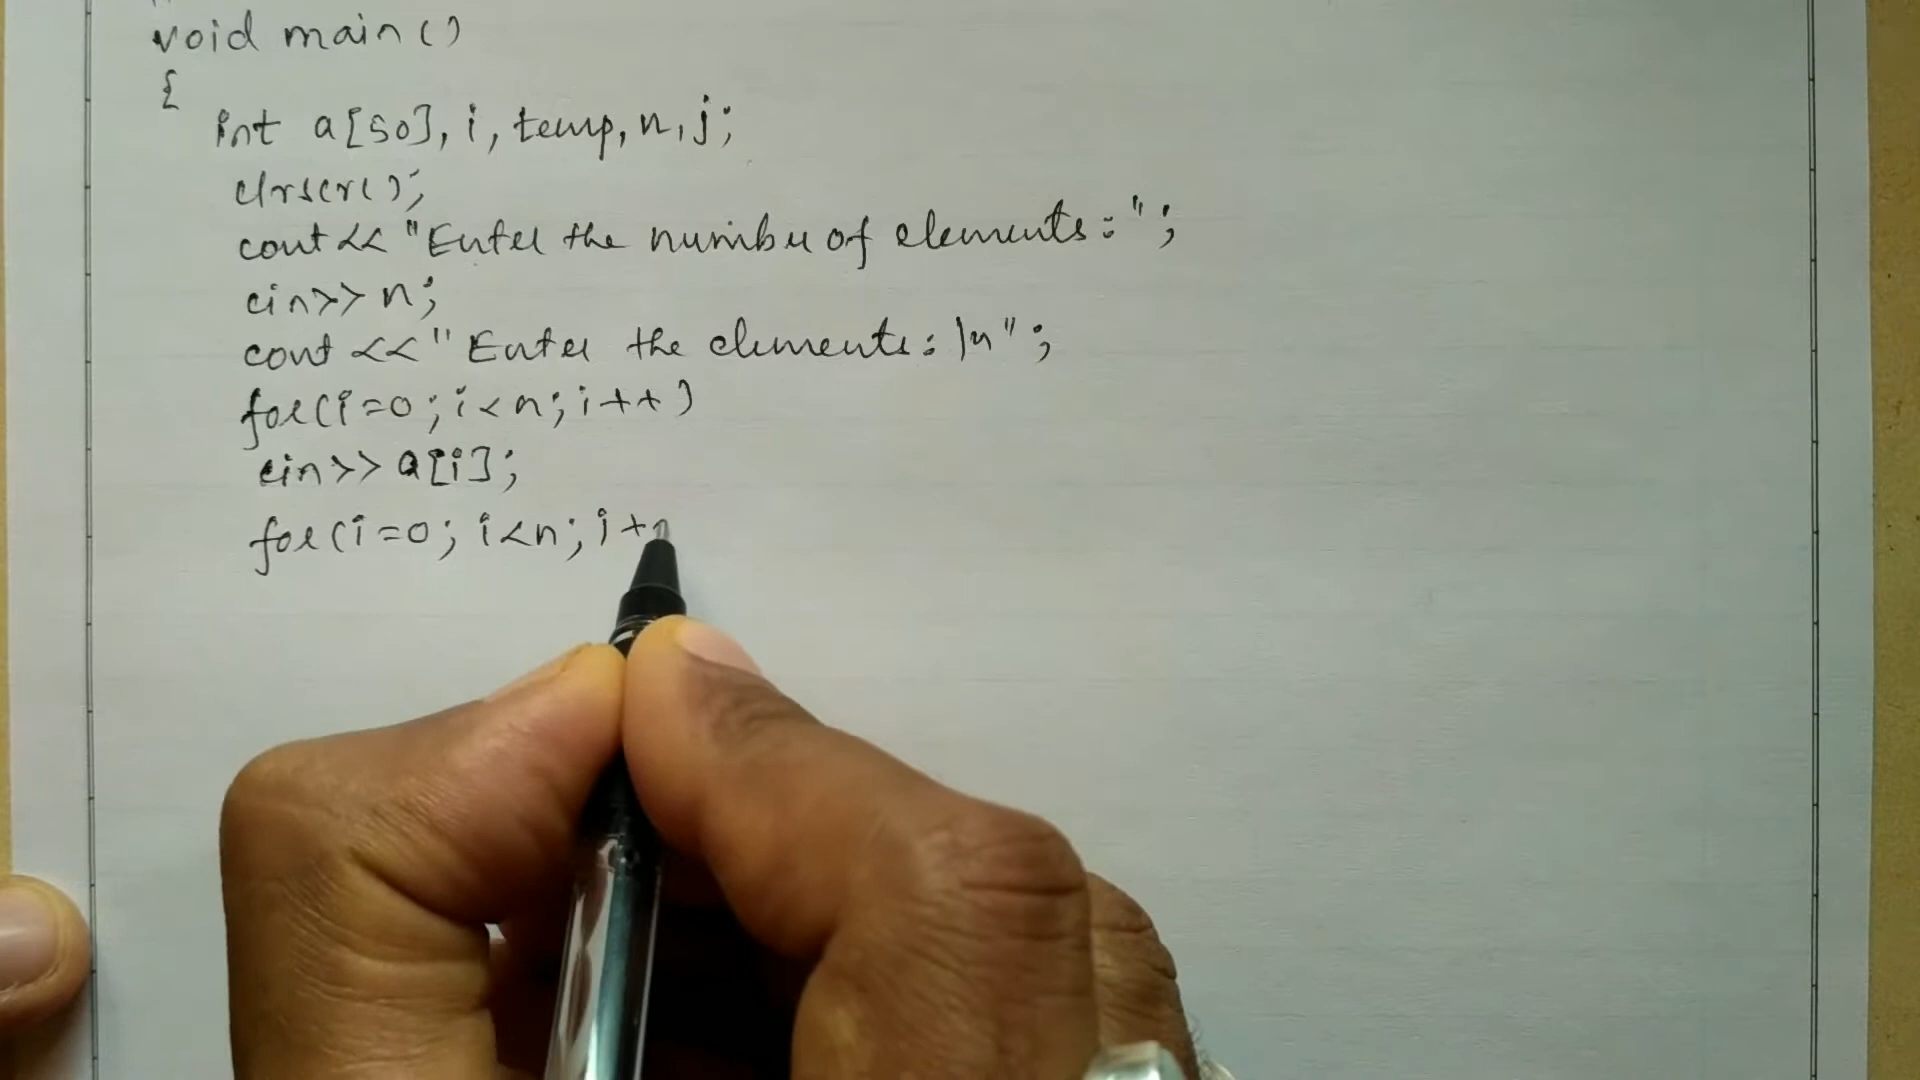 void main()
{
int a[50], i, temp, n, j;
clrscr();
cout<<"Enter the number of elements:";
cin>>n;
cout<<"Enter the elements:\n";
for(i=0;i<n;i++)
cin>>a[i];
for(i=0; i<n; i+